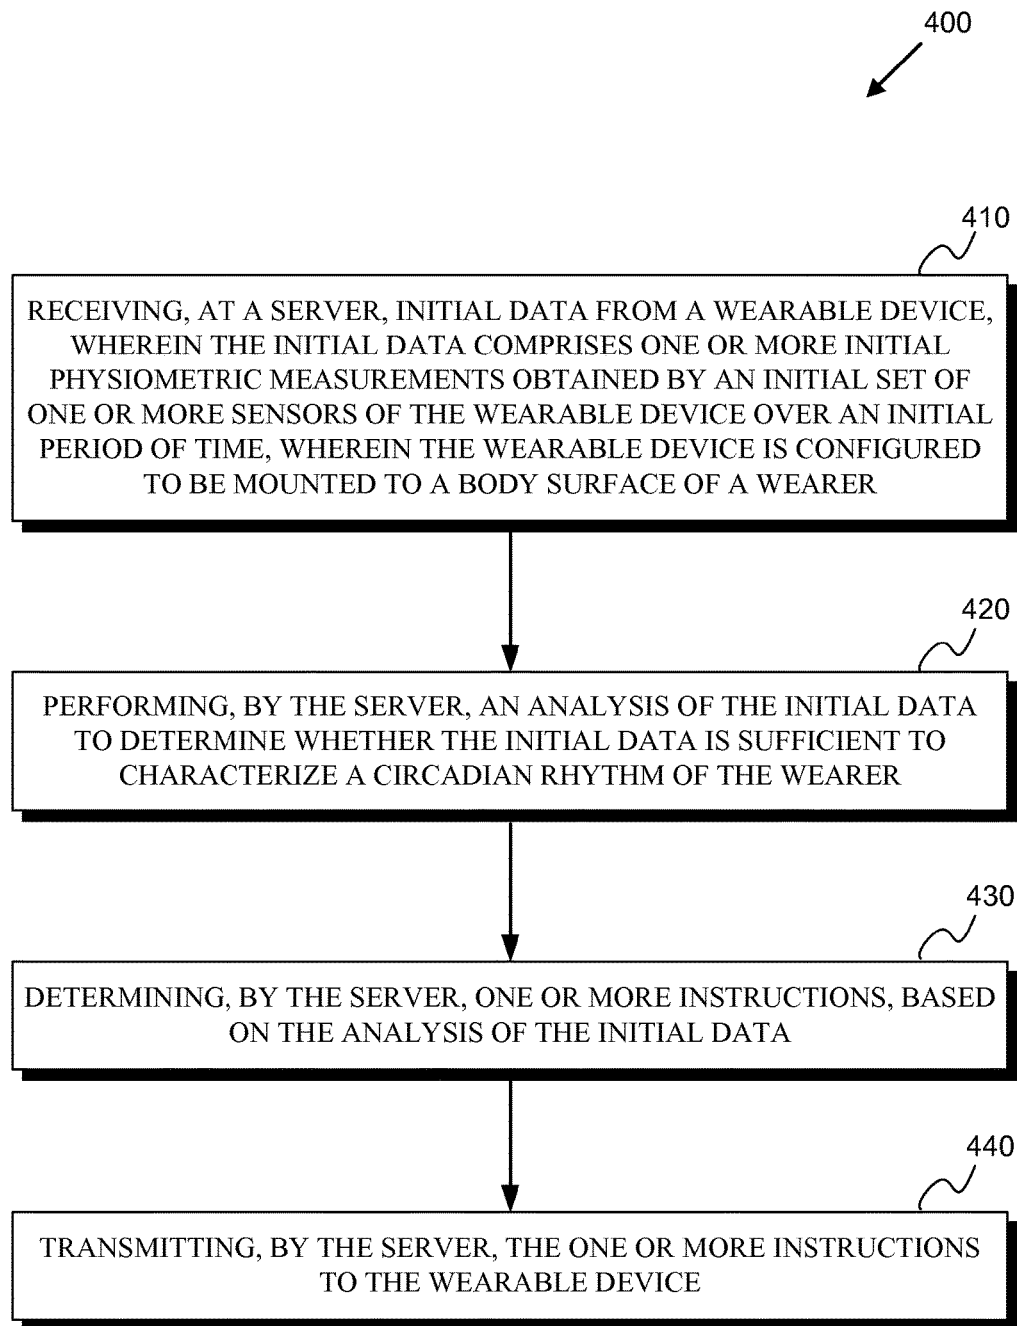 400
410
RECEIVING, AT A SERVER, INITIAL DATA FROM A WEARABLE DEVICE,
WHEREIN THE INITIAL DATA COMPRISES ONE OR MORE INITIAL
PHYSIOMETRIC MEASUREMENTS OBTAINED BY AN INITIAL SET OF
ONE OR MORE SENSORS OF THE WEARABLE DEVICE OVER AN INITIAL
PERIOD OF TIME, WHEREIN THE WEARABLE DEVICE IS CONFIGURED
TO BE MOUNTED TO A BODY SURFACE OF A WEARER
420
PERFORMING, BY THE SERVER, AN ANALYSIS OF THE INITIAL DATA
TO DETERMINE WHETHER THE INITIAL DATA IS SUFFICIENT TO
CHARACTERIZE A CIRCADIAN RHYTHM OF THE WEARER
430
DETERMINING, BY THE SERVER, ONE OR MORE INSTRUCTIONS, BASED
ON THE ANALYSIS OF THE INITIAL DATA
440
TRANSMITTING, BY THE SERVER, THE ONE OR MORE INSTRUCTIONS
TO THE WEARABLE DEVICE